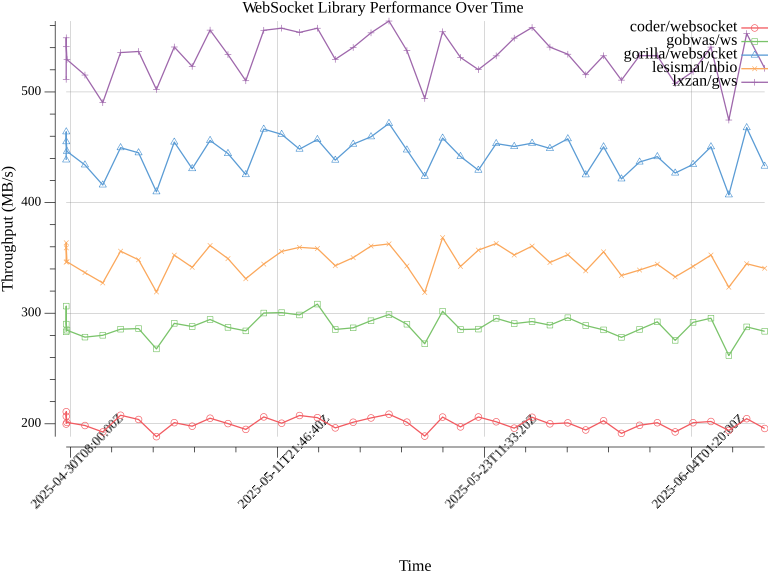 WebSocket Library Performance Over Time
coder/websocket
gobwas/ws
gorilla/websocket
lesismal/nbio
lxzan/gws
Throughput (MB/s)
500
400
300
200
2025-04-30T08:00:00Z
2025-05-11T21:46:40Z
2025-05-23T11:33:20Z
2025-06-04T01:20:00Z
Time